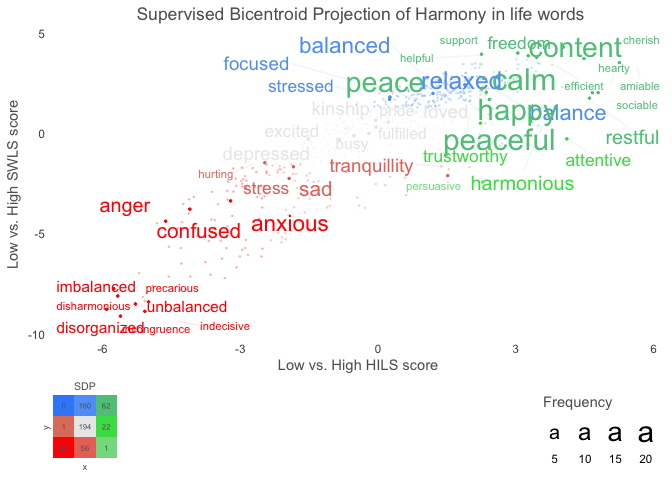 Supervised Bicentroid Projection of Harmony in life words
5
support
freedom
content
cherish
balanced
helpful
hearty
focused
peace
relaxed
calm
efficient
amiable
stressed
kinship
pride
loved
happy
balance
sociable
0
excited
busy
fulfilled
peaceful
restful
depressed
tranquillity
trustworthy
attentive
hurting
stress
sad
persuasive
harmonious
anger
confused
anxious
-5
imbalanced
precarious
disharmonious
unbalanced
disorganized
incongruence
indecisive
-10
-6
-3
0
3
6
Low vs. High SWLS score
Low vs. High HILS score
SDP
160
62
1
194
22
56
1
y
x
Frequency
a
a
a
a
5
10
15
20